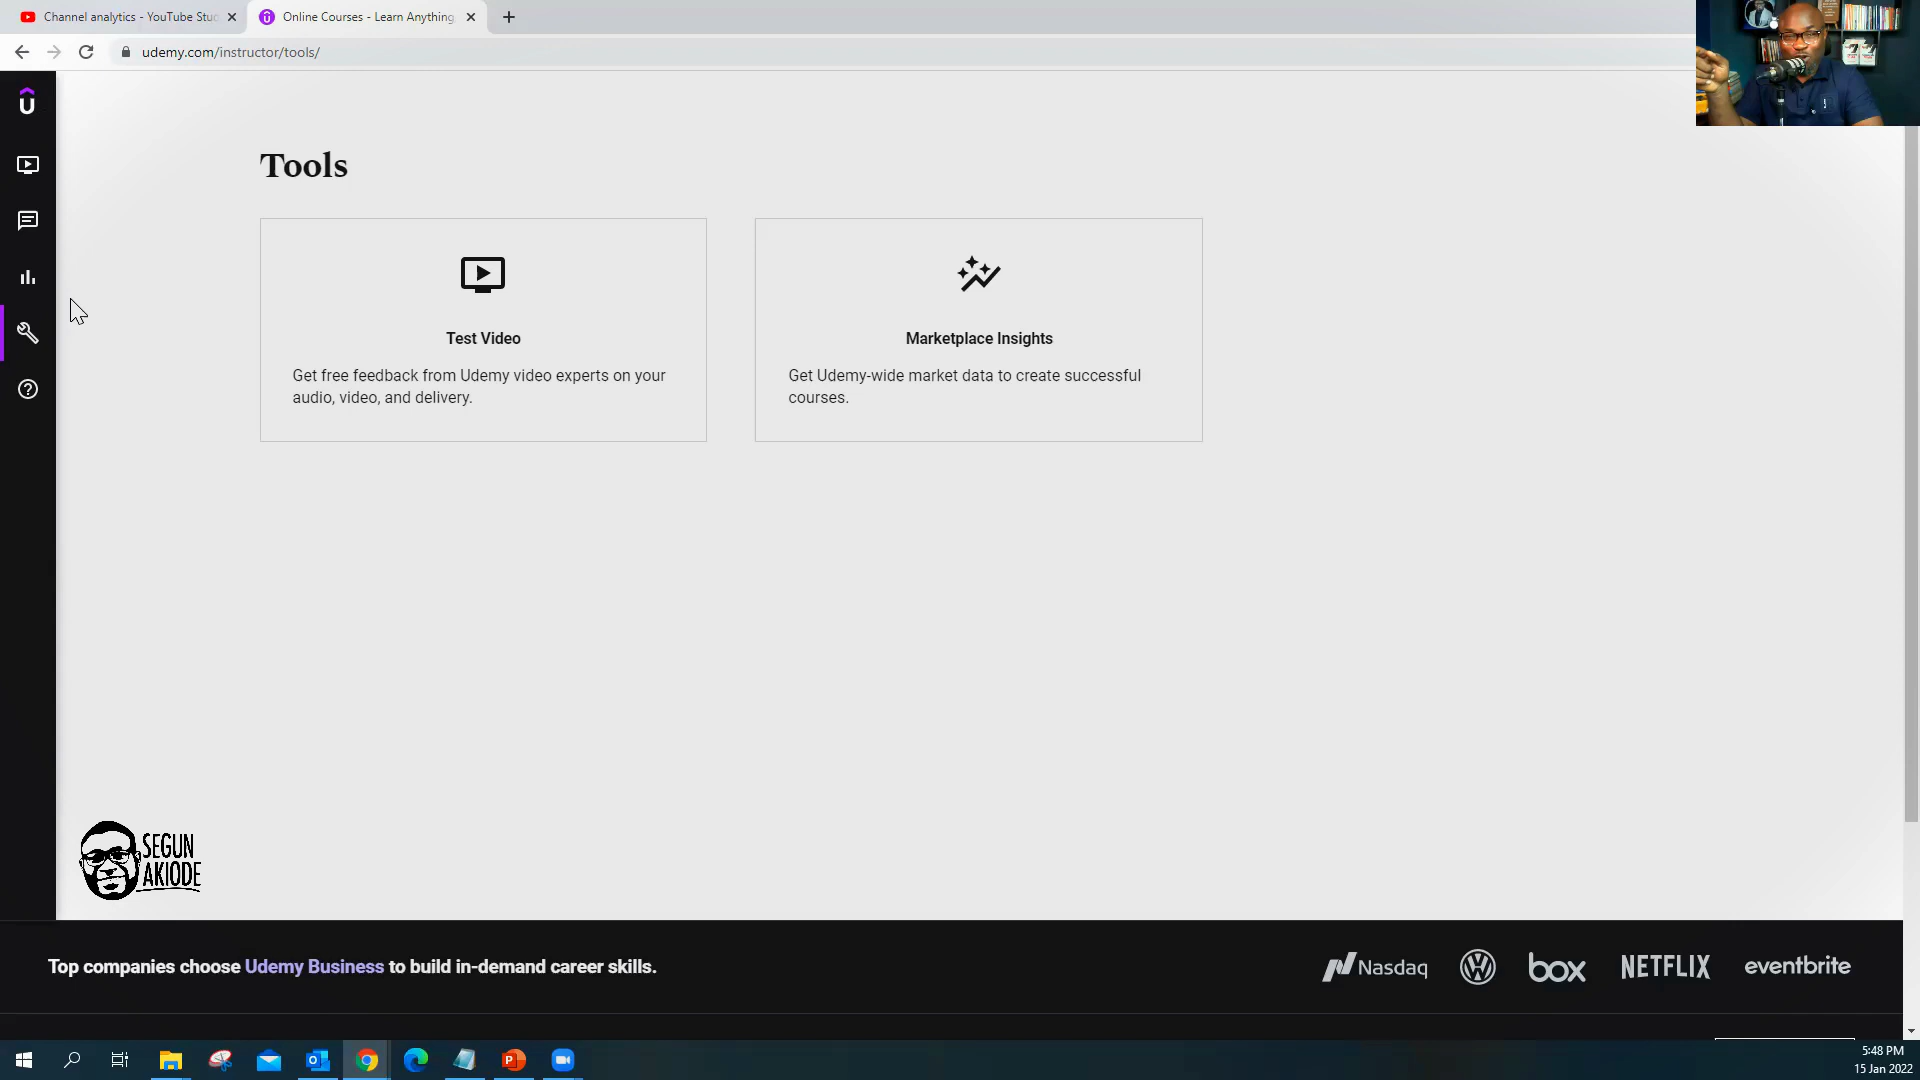 Channel analytics - YouTube Stuc
Online Courses - Learn Anything
udemy.com/instructor/tools/
Tools
Test Video
Get free feedback from Udemy video experts on your
audio, video, and delivery.
Marketplace Insights
Get Udemy-wide market data to create successful
courses.
SEGUN
AKIODE
Top companies choose Udemy Business to build in-demand career skills.
Nasdaq
box
NETFLIX
eventbrite
5:48 PM
15 Jan 2022